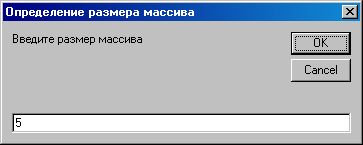 Определение размера массива
Введите размер массива
OK
Cancel
5